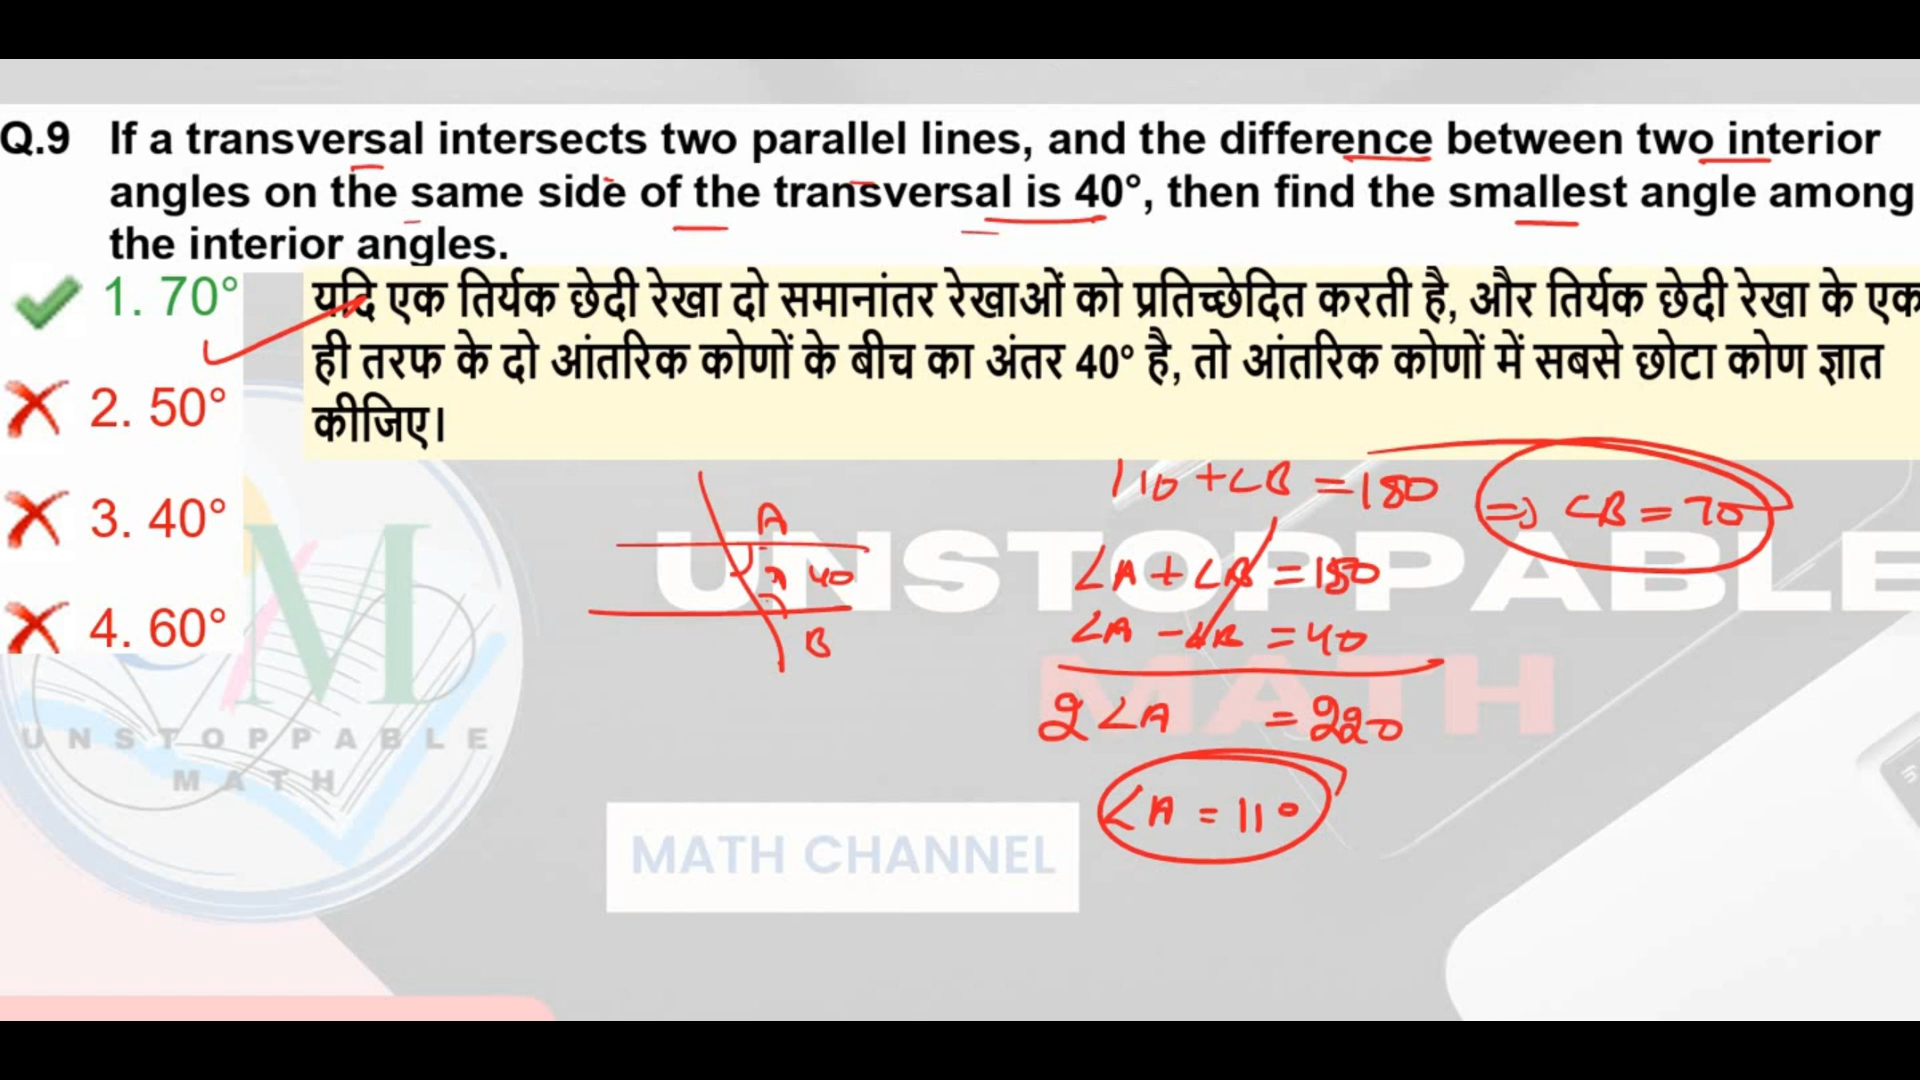 Q.9 If a transversal intersects two parallel lines, and the difference between two interior
angles on the same side of the transversal is 40°, then find the smallest angle among
the interior angles.
1. 70°
2. 50°
3. 40°
4. 60°
यदि एक तिर्यक छेदी रेखा दो समानांतर रेखाओं को प्रतिच्छेदित करती है, और तिर्यक छेदी रेखा के एक
ही तरफ के दो आंतरिक कोणों के बीच का अंतर 40° है, तो आंतरिक कोणों में सबसे छोटा कोण ज्ञात
कीजिए।
A
40
B
110 + ∠B = 180
⇒ ∠B = 70
∠A + ∠B = 180
∠A - ∠B = 40
2 ∠A = 220
∠A = 110
UNSTOPPABLE
MATH
M
UNSTOPPABLE
MATH
MATH CHANNEL